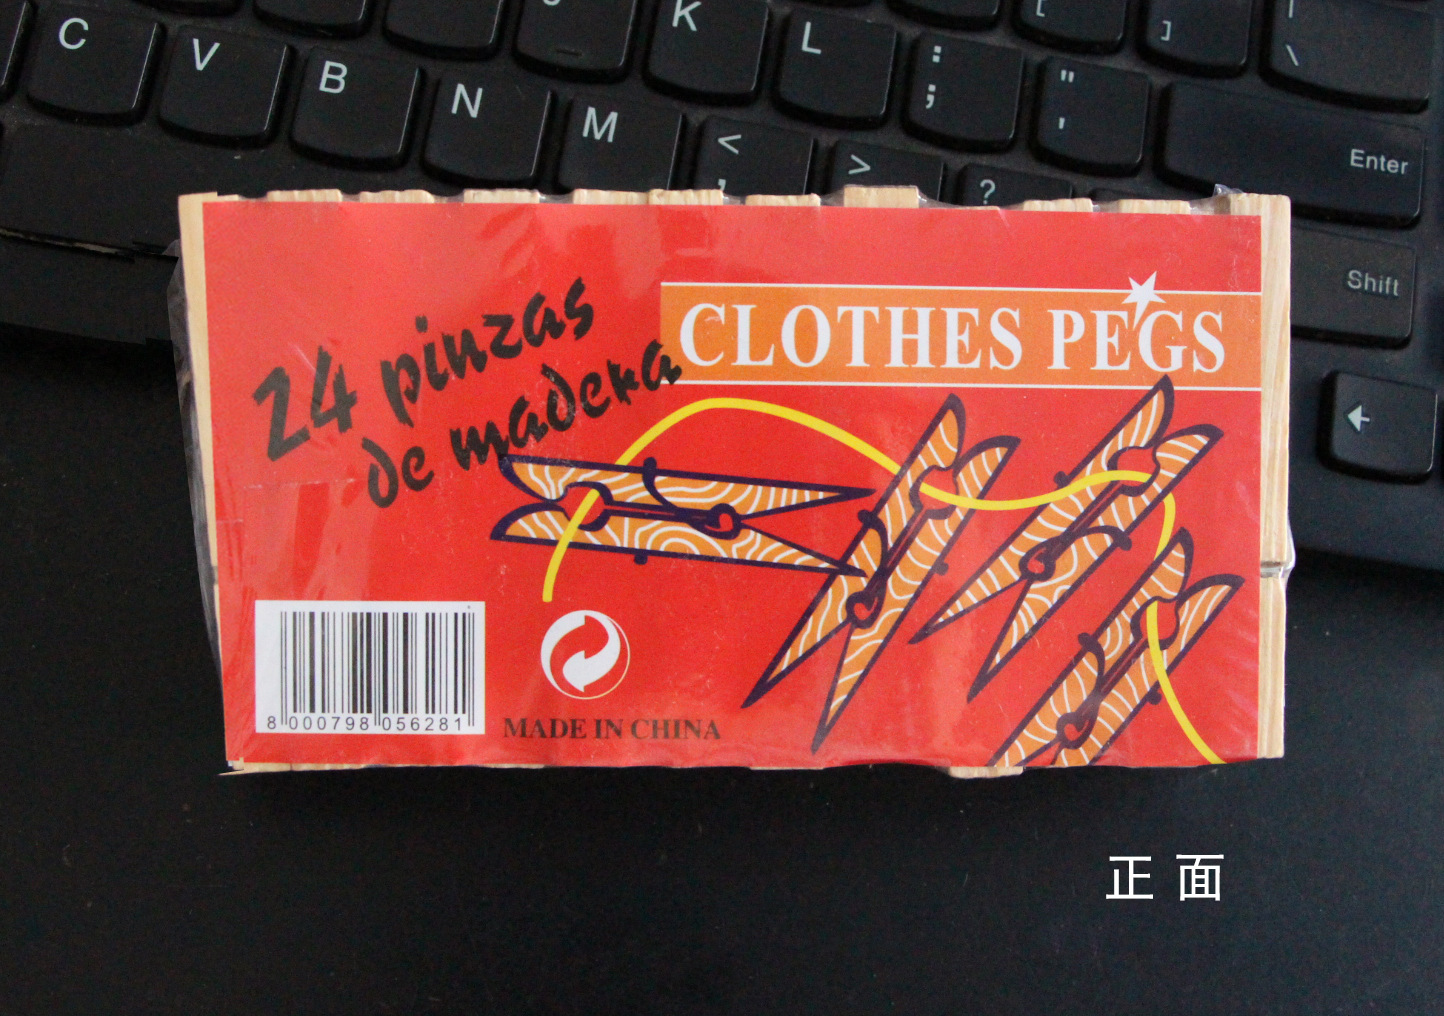 K
C
V
B
N
M
L
:
;
"
'
[
]
|
\
<
,
>
?
Enter
Shift
24 pinzas
de madera
CLOTHES PEGS
8 000798 056281
MADE IN CHINA
正面